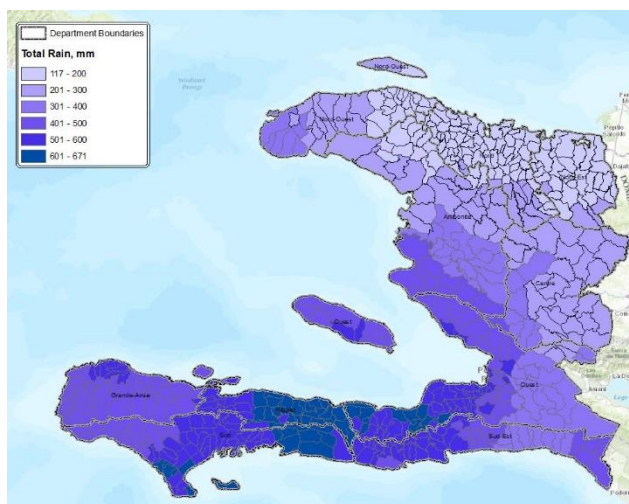 Department Boundaries
Total Rain, mm
117 - 200
201 - 300
301 - 400
401 - 500
501 - 600
601 - 671
Nord-Ouest
Nord-Ouest
Nord-Est
Artibonite
Centre
Ouest
Grande-Anse
Sud
Ouest
Sud-Est